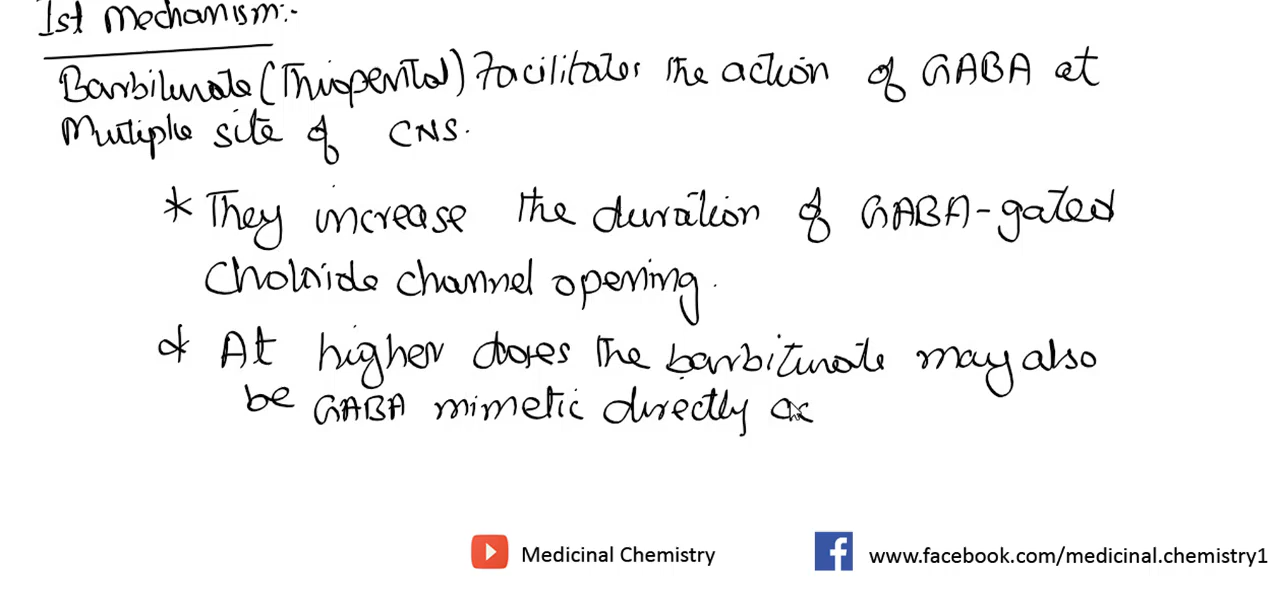 1st Mechanism:-
Barbiturate (Thiopental) Facilitates the action of GABA at
Mutiple site of CNS.
* They increase the duration of GABA-gated
Choloride channel opening.
* At higher doses the barbiturate may also
be GABA mimetic directly ac
Medicinal Chemistry
www.facebook.com/medicinal.chemistry1